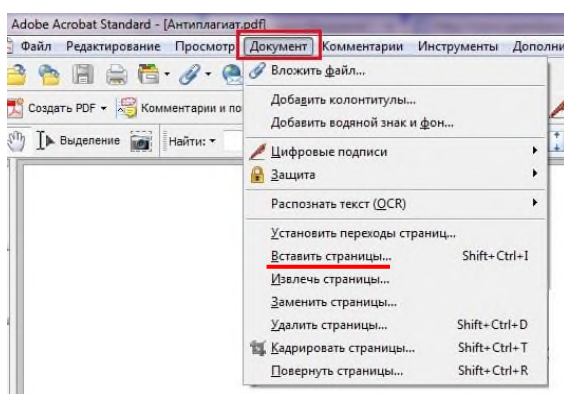 Adobe Acrobat Standard - [Антиплагиат.pdf]
Файл Редактирование Просмотр Документ Комментарии Инструменты
Вложить файл...
Добавить колонтитулы...
Создать PDF Комментарии и по
Добавить водяной знак и фон...
Выделение Найти:
Цифровые подписи
Защита
Распознать текст (OCR)
Установить переходы страниц...
Вставить страницы... Shift+Ctrl+I
Извлечь страницы...
Заменить страницы...
Удалить страницы... Shift+Ctrl+D
Кадрировать страницы... Shift+Ctrl+T
Повернуть страницы... Shift+Ctrl+R